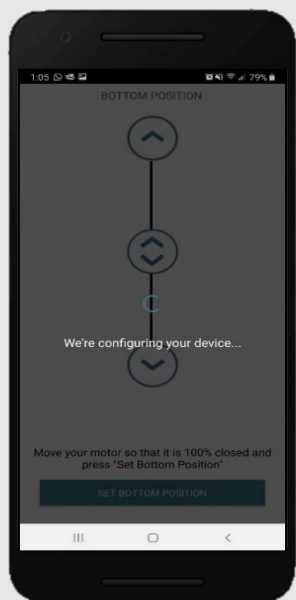 1:05 79%
BOTTOM POSITION
We're configuring your device...
Move your motor so that it is 100% closed and
press "Set Bottom Position"
SET BOTTOM POSITION